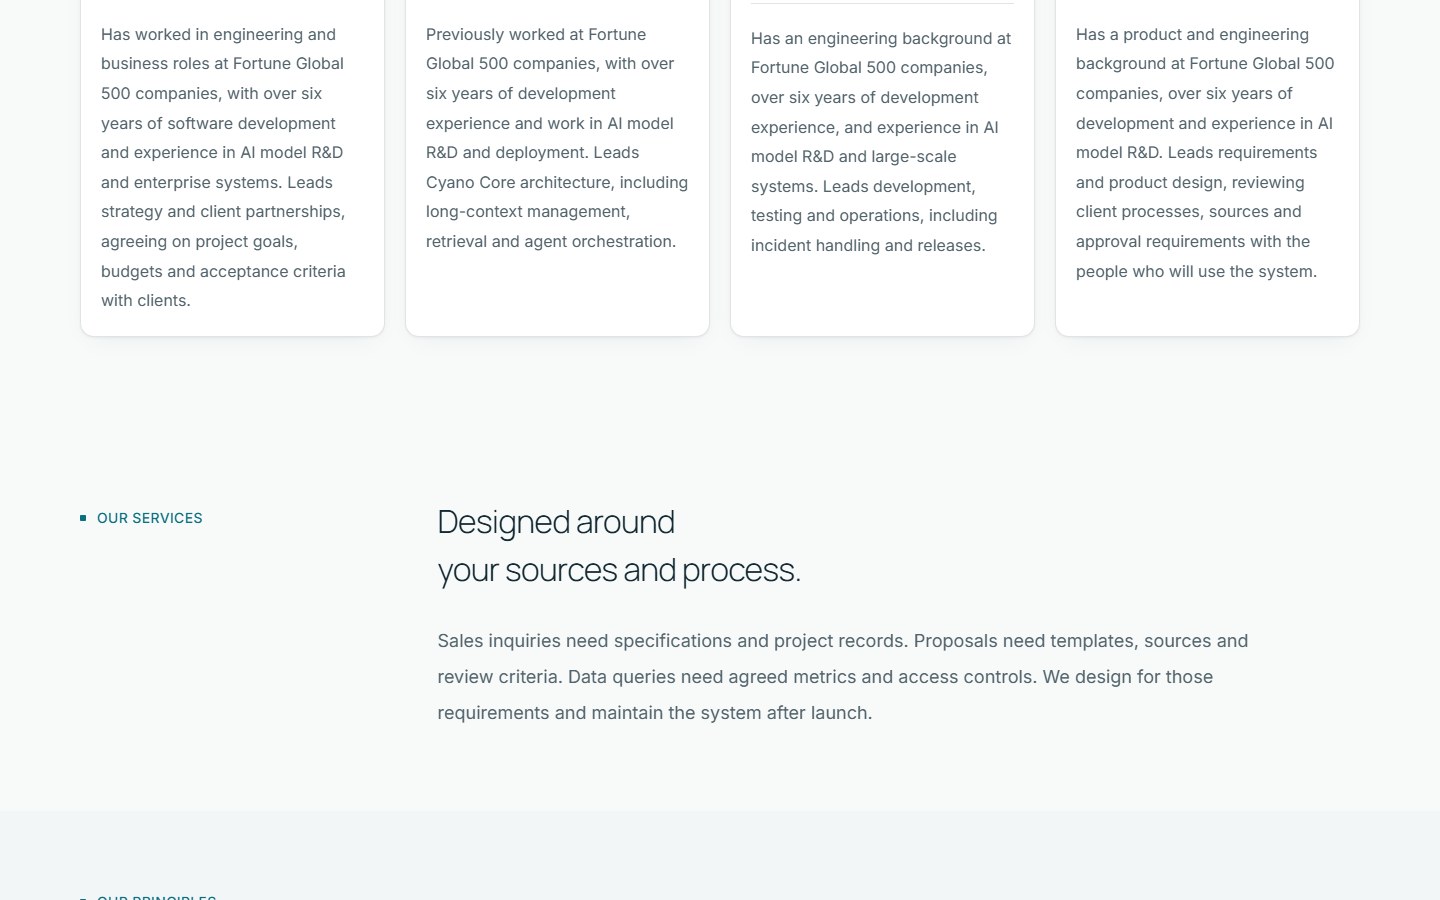 Has worked in engineering and
business roles at Fortune Global
500 companies, with over six
years of software development
and experience in AI model R&D
and enterprise systems. Leads
strategy and client partnerships,
agreeing on project goals,
budgets and acceptance criteria
with clients.
Previously worked at Fortune
Global 500 companies, with over
six years of development
experience and work in AI model
R&D and deployment. Leads
Cyano Core architecture, including
long-context management,
retrieval and agent orchestration.
Has an engineering background at
Fortune Global 500 companies,
over six years of development
experience, and experience in AI
model R&D and large-scale
systems. Leads development,
testing and operations, including
incident handling and releases.
Has a product and engineering
background at Fortune Global 500
companies, over six years of
development and experience in AI
model R&D. Leads requirements
and product design, reviewing
client processes, sources and
approval requirements with the
people who will use the system.
OUR SERVICES
Designed around
your sources and process.
Sales inquiries need specifications and project records. Proposals need templates, sources and
review criteria. Data queries need agreed metrics and access controls. We design for those
requirements and maintain the system after launch.
OUR PRINCIPLES